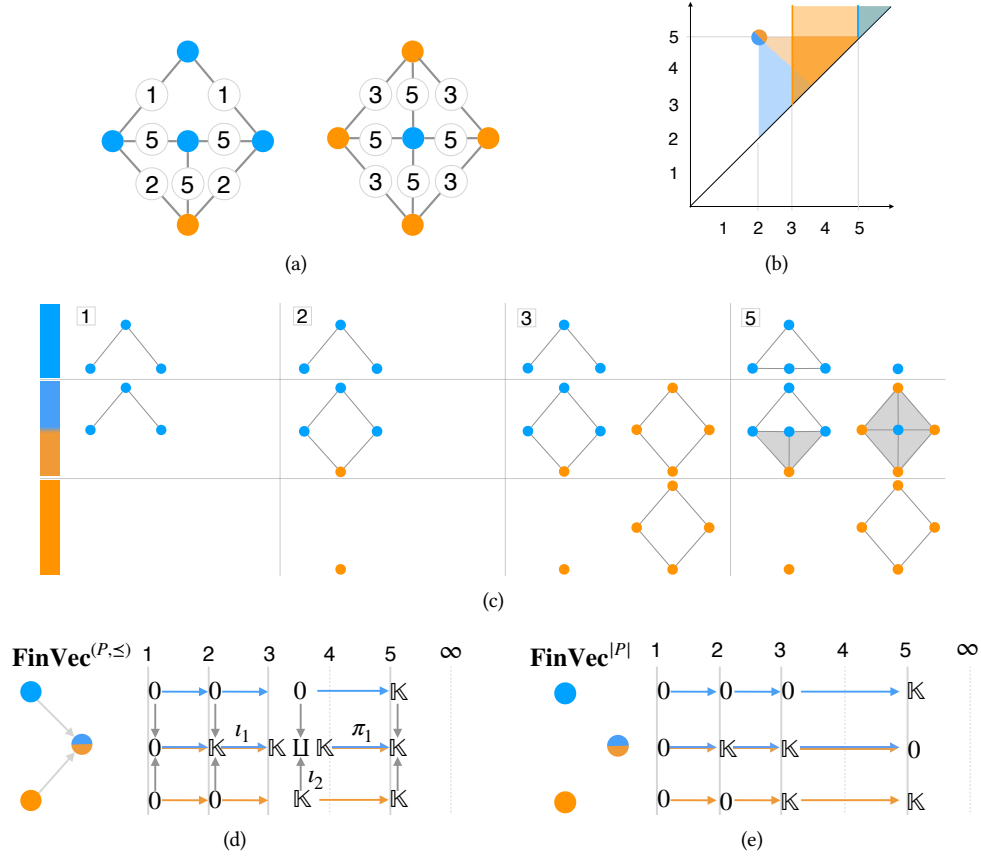 1 1
5 5
2 5 2
3 5 3
5 5
3 5 3
(a)
5
4
3
2
1
1 2 3 4 5
(b)
1 2 3 5
(c)
FinVec^(P,⪯) 1 2 3 4 5 ∞
0 0 0 𝕂
0 𝕂 ι₁ 𝕂 ∐ 𝕂 π₁ 𝕂
0 0 𝕂 ι₂ 𝕂
(d)
FinVec^|P| 1 2 3 4 5 ∞
0 0 0 𝕂
0 𝕂 𝕂 0
0 0 𝕂 𝕂
(e)